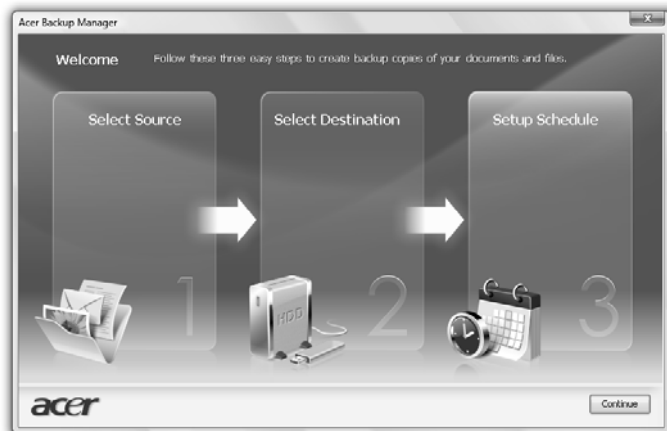 Acer Backup Manager
Welcome
Follow these three easy steps to create backup copies of your documents and files.
Select Source
Select Destination
Setup Schedule
1
HDD
2
3
acer
Continue